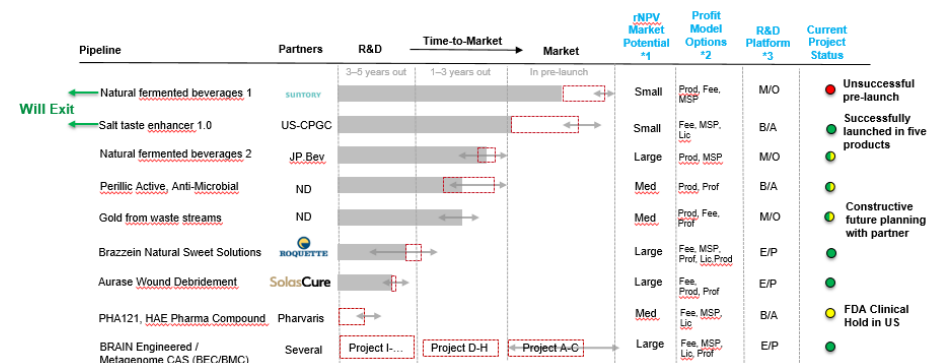 rNPV Market Potential *1
Profit Model Options *2
R&D Platform *3
Current Project Status
Pipeline
Partners
R&D
Time-to-Market
Market
3–5 years out
1–3 years out
In pre-launch
Will Exit
Natural fermented beverages 1
SUNTORY
Small
Prod, Fee, MSP
M/O
Unsuccessful pre-launch
Salt taste enhancer 1.0
US-CPGC
Small
Fee, MSP, Lic
B/A
Successfully launched in five products
Natural fermented beverages 2
JP.Bev
Large
Prod, MSP
M/O
Perillic Active, Anti-Microbial
ND
Med
Prod, Prof
B/A
Gold from waste streams
ND
Med
Prod, Fee, Prof
M/O
Constructive future planning with partner
Brazzein Natural Sweet Solutions
ROQUETTE
Large
Fee, MSP, Prof, Lic,Prod
E/P
Aurase Wound Debridement
SolasCure
Large
Fee, Prod, Prof
E/P
PHA121, HAE Pharma Compound
Pharvaris
Med
Fee, MSP, Lic
B/A
FDA Clinical Hold in US
BRAIN Engineered / Metagenome CAS (BEC/BMC)
Several
Project I-…
Project D-H
Project A-C
Large
Fee, MSP, Lic, Prof
E/P